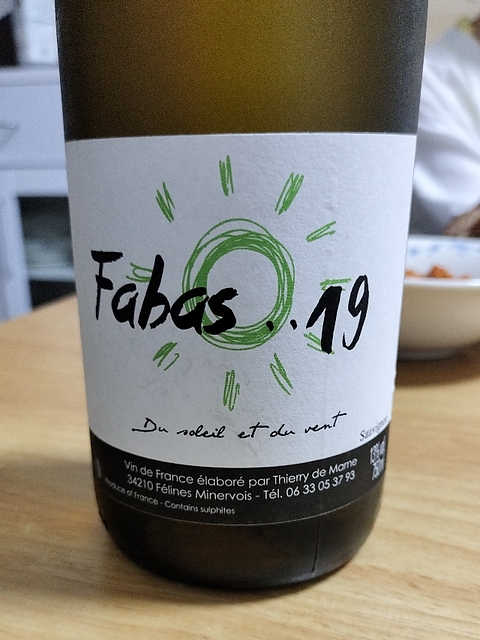 Fabas..19
Du soleil et du vent
Sauvignon
Vin de France élaboré par Thierry de Marne
34210 Félines Minervois - Tél. 06 33 05 37 93
Produce of France - Contains sulphites